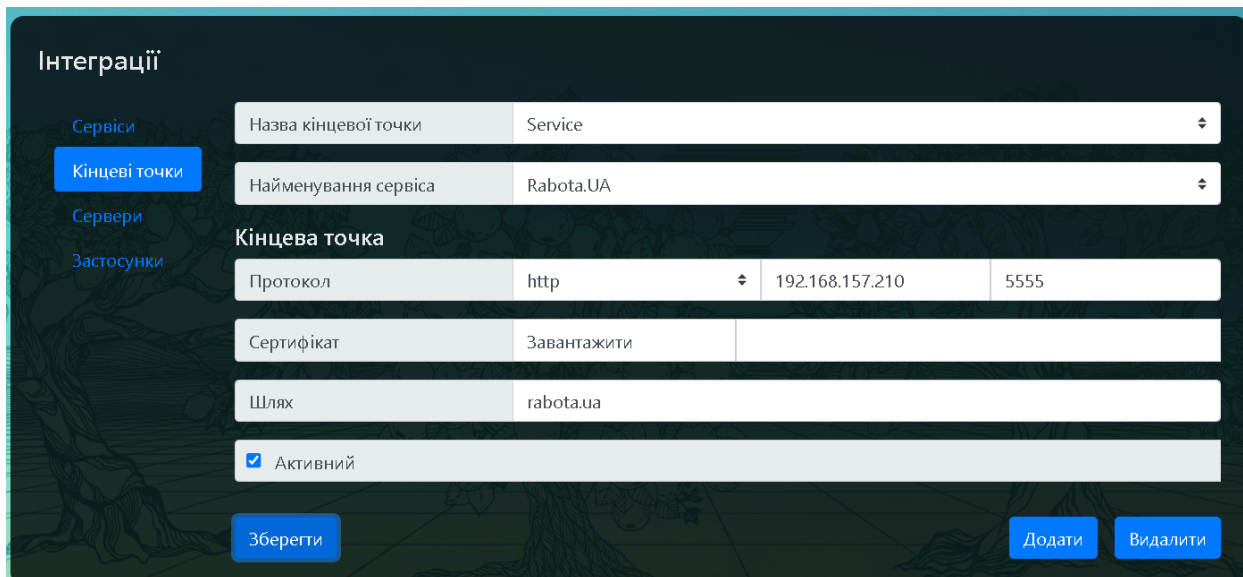 Інтеграції
Сервіси
Кінцеві точки
Сервери
Застосунки
Назва кінцевої точки Service
Найменування сервіса Rabota.UA
Кінцева точка
Протокол http 192.168.157.210 5555
Сертифікат Завантажити
Шлях rabota.ua
Активний
Зберегти Додати Видалити